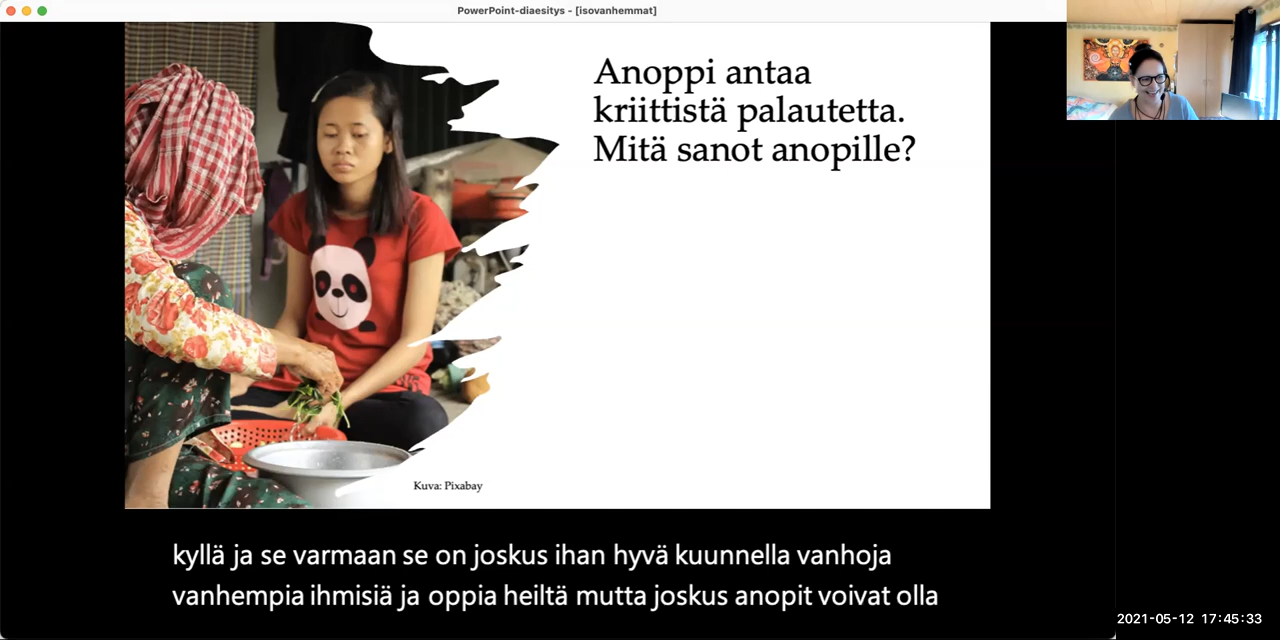 PowerPoint-diaesitys - [isovanhemmat]
Anoppi antaa
kriittistä palautetta.
Mitä sanot anopille?
Kuva: Pixabay
kyllä ja se varmaan se on joskus ihan hyvä kuunnella vanhoja
vanhempia ihmisiä ja oppia heiltä mutta joskus anopit voivat olla
2021-05-12 17:45:33